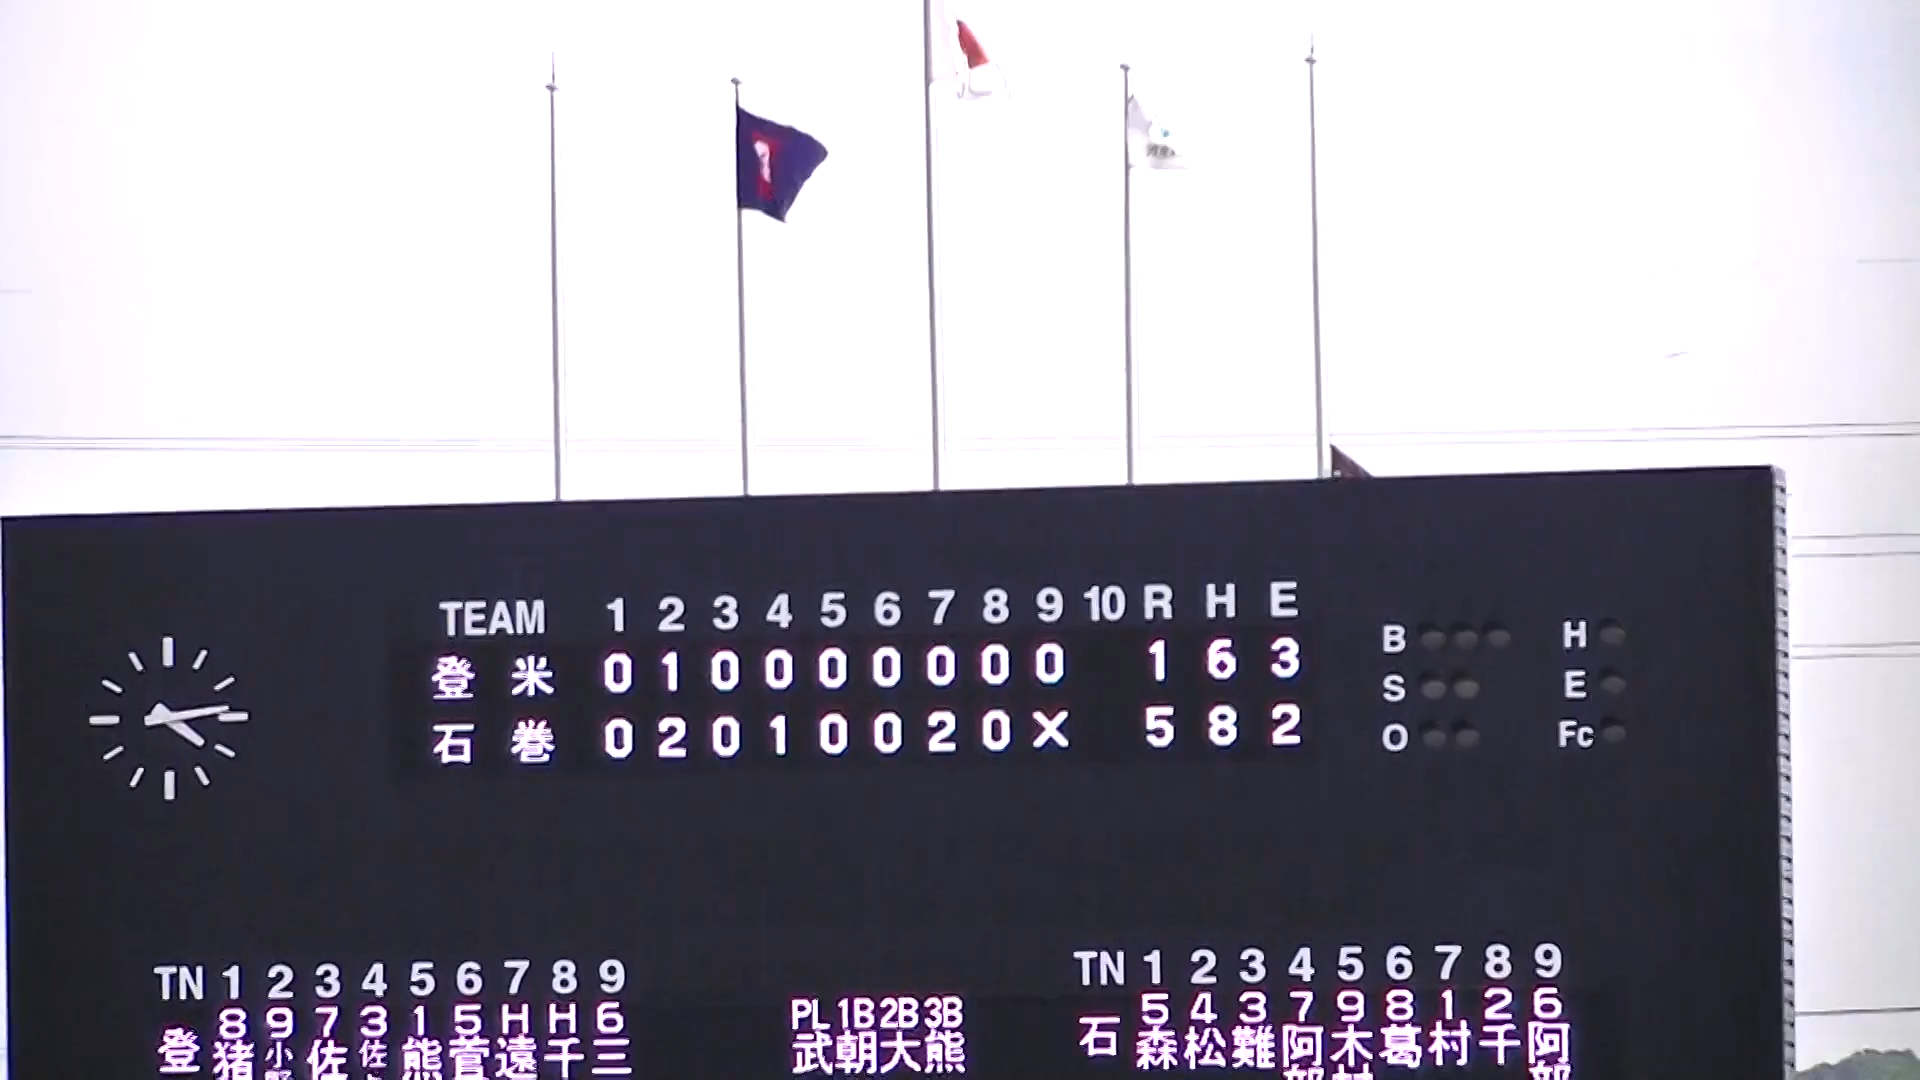 TEAM 1 2 3 4 5 6 7 8 9 10 R H E
登米 0 1 0 0 0 0 0 0 0 1 6 3
石巻 0 2 0 1 0 0 2 0 X 5 8 2
B H
S E
O Fc
TN 1 2 3 4 5 6 7 8 9
8 9 7 3 1 5 H H 6
登 猪 小 佐 佐 熊 菅 遠 千 三
PL 1B 2B 3B
武 朝 大 熊
TN 1 2 3 4 5 6 7 8 9
5 4 3 7 9 8 1 2 6
石 森 松 難 阿 木 葛 村 千 阿
部 村 部